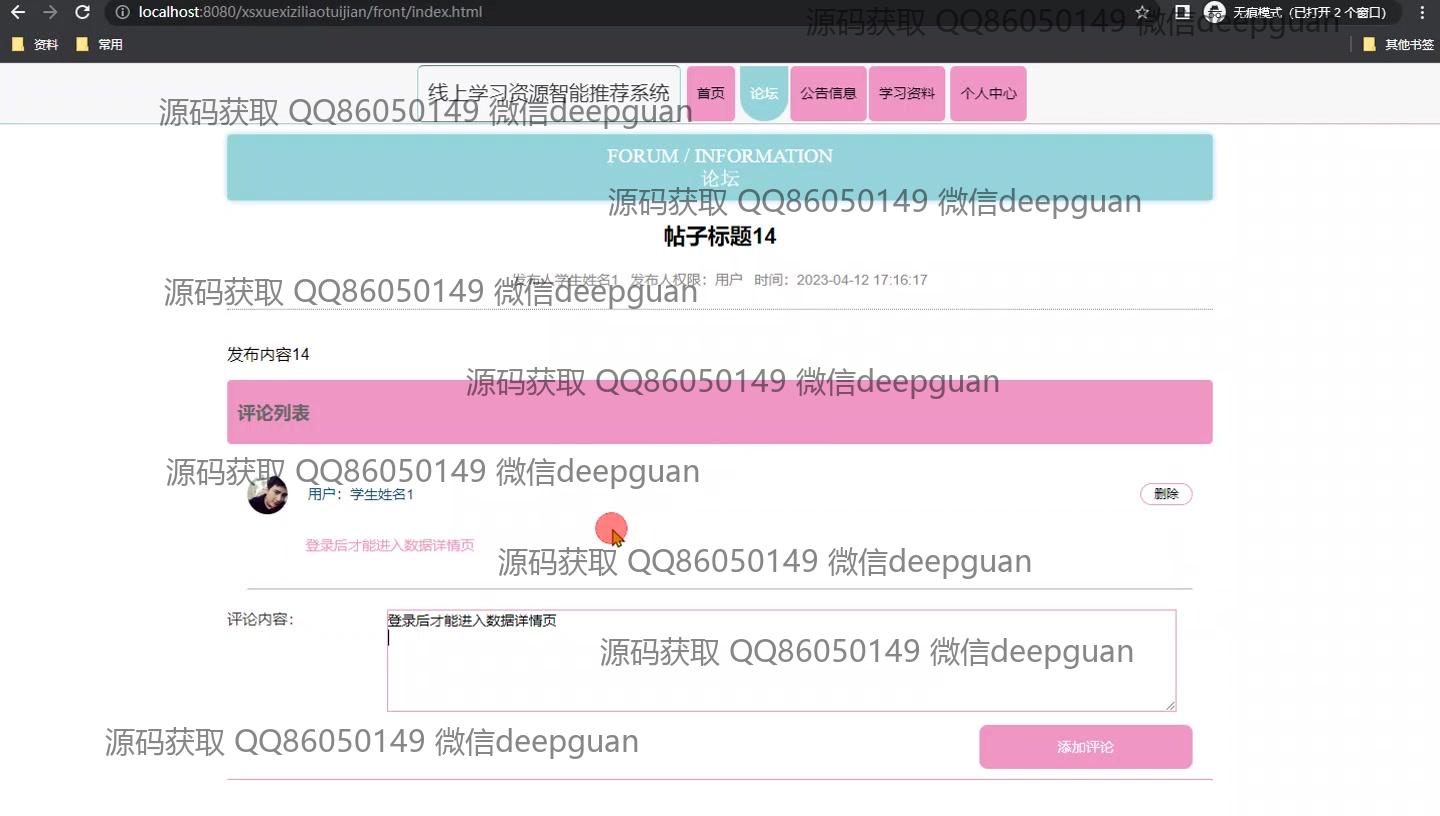 localhost:8080/xsxuexiziliaotuijian/front/index.html
无痕模式（已打开 2 个窗口）
源码获取 QQ86050149 微信deepguan
资料 常用 其他书签
线上学习资源智能推荐系统 首页 论坛 公告信息 学习资料 个人中心
源码获取 QQ86050149 微信deepguan
FORUM / INFORMATION
论坛
源码获取 QQ86050149 微信deepguan
帖子标题14
发布人学生姓名1 发布人权限：用户 时间：2023-04-12 17:16:17
源码获取 QQ86050149 微信deepguan
发布内容14
源码获取 QQ86050149 微信deepguan
评论列表
源码获取 QQ86050149 微信deepguan
用户：学生姓名1 删除
登录后才能进入数据详情页
源码获取 QQ86050149 微信deepguan
评论内容： 登录后才能进入数据详情页
源码获取 QQ86050149 微信deepguan
源码获取 QQ86050149 微信deepguan
添加评论